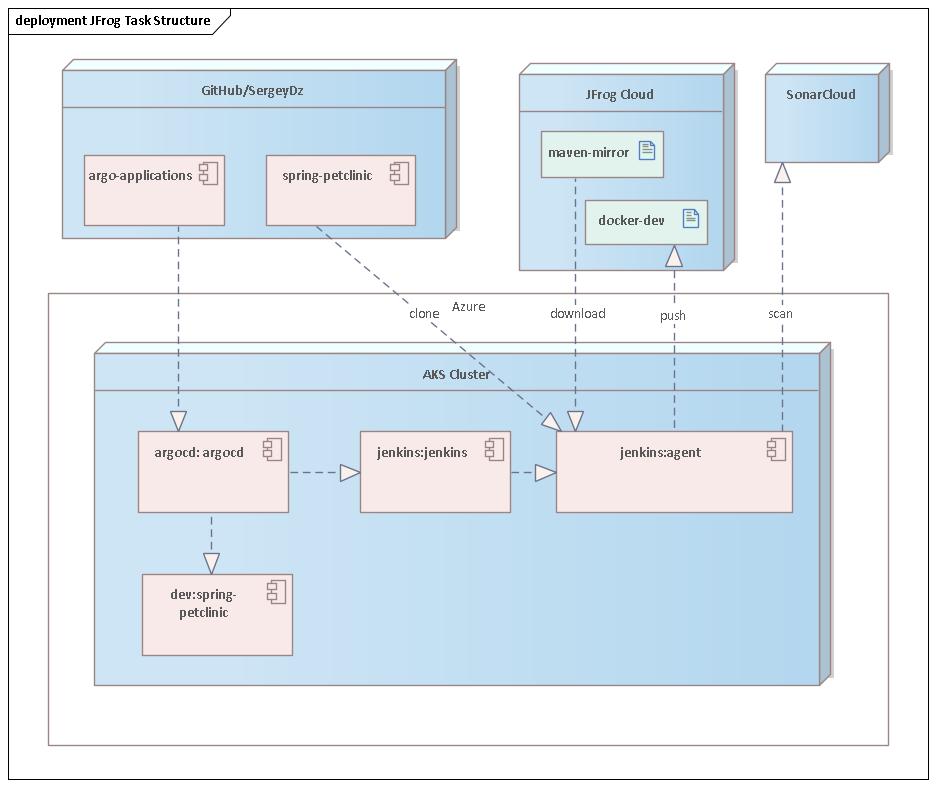 deployment JFrog Task Structure
GitHub/SergeyDz
JFrog Cloud
SonarCloud
argo-applications
spring-petclinic
maven-mirror
docker-dev
Azure
clone
download
push
scan
AKS Cluster
argocd: argocd
jenkins:jenkins
jenkins:agent
dev:spring-
petclinic